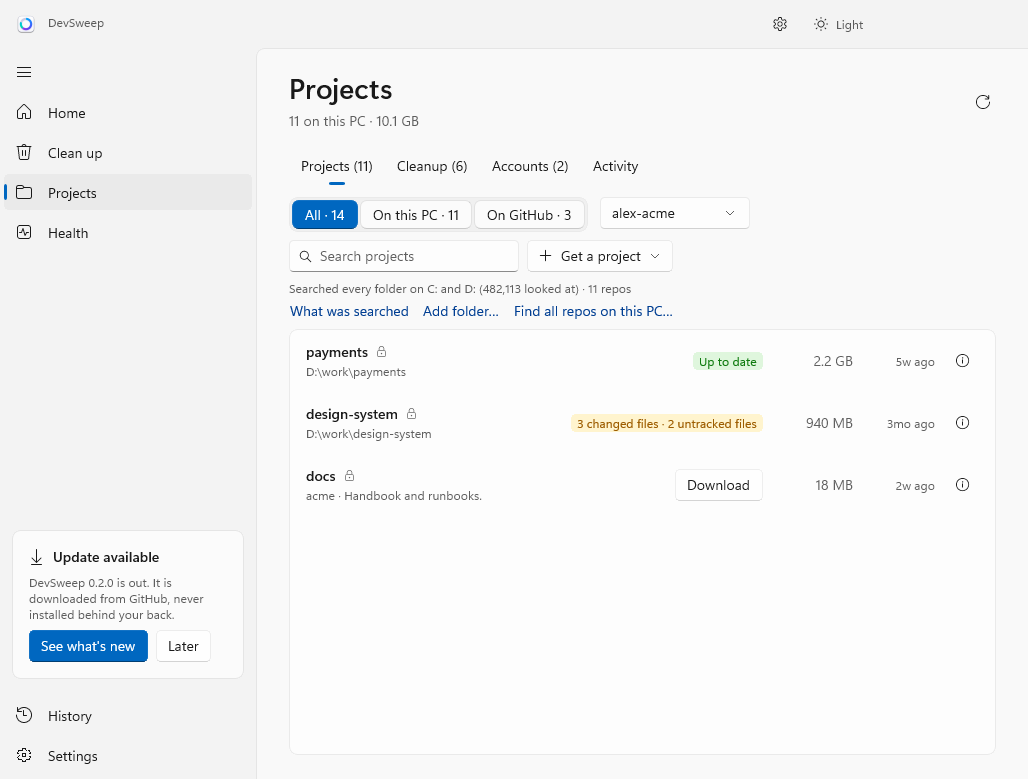 DevSweep
Light
Home
Clean up
Projects
Health
Projects
11 on this PC · 10.1 GB
Projects (11) Cleanup (6) Accounts (2) Activity
All · 14 On this PC · 11 On GitHub · 3 alex-acme
Search projects Get a project
Searched every folder on C: and D: (482,113 looked at) · 11 repos
What was searched Add folder... Find all repos on this PC...
payments Up to date 2.2 GB 5w ago
D:\work\payments
design-system 3 changed files · 2 untracked files 940 MB 3mo ago
D:\work\design-system
docs Download 18 MB 2w ago
acme · Handbook and runbooks.
Update available
DevSweep 0.2.0 is out. It is
downloaded from GitHub, never
installed behind your back.
See what's new Later
History
Settings